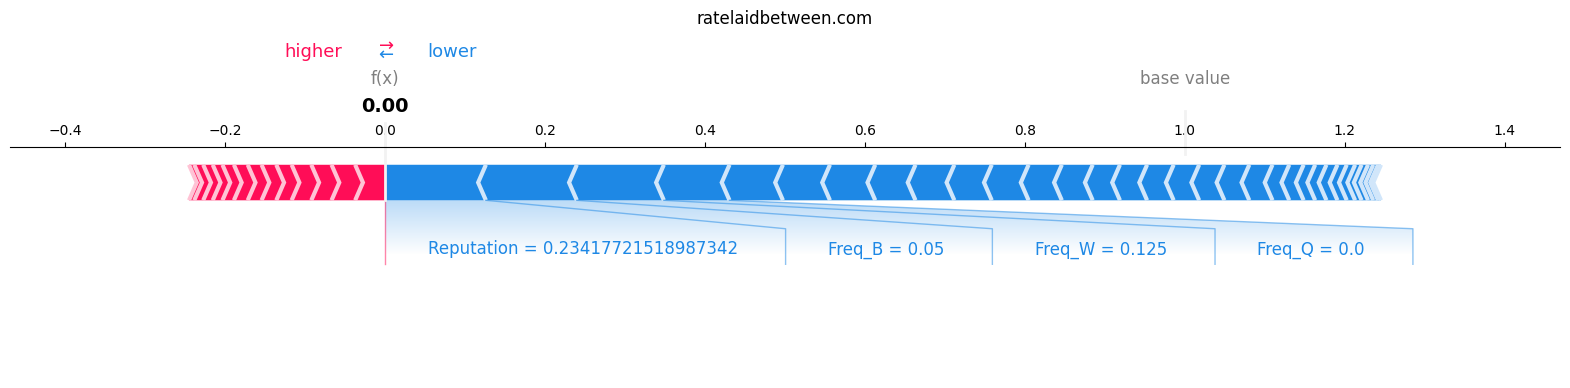 ratelaidbetween.com
higher → ← lower
f(x) base value
0.00
−0.4 −0.2 0.0 0.2 0.4 0.6 0.8 1.0 1.2 1.4
Reputation = 0.23417721518987342 Freq_B = 0.05 Freq_W = 0.125 Freq_Q = 0.0